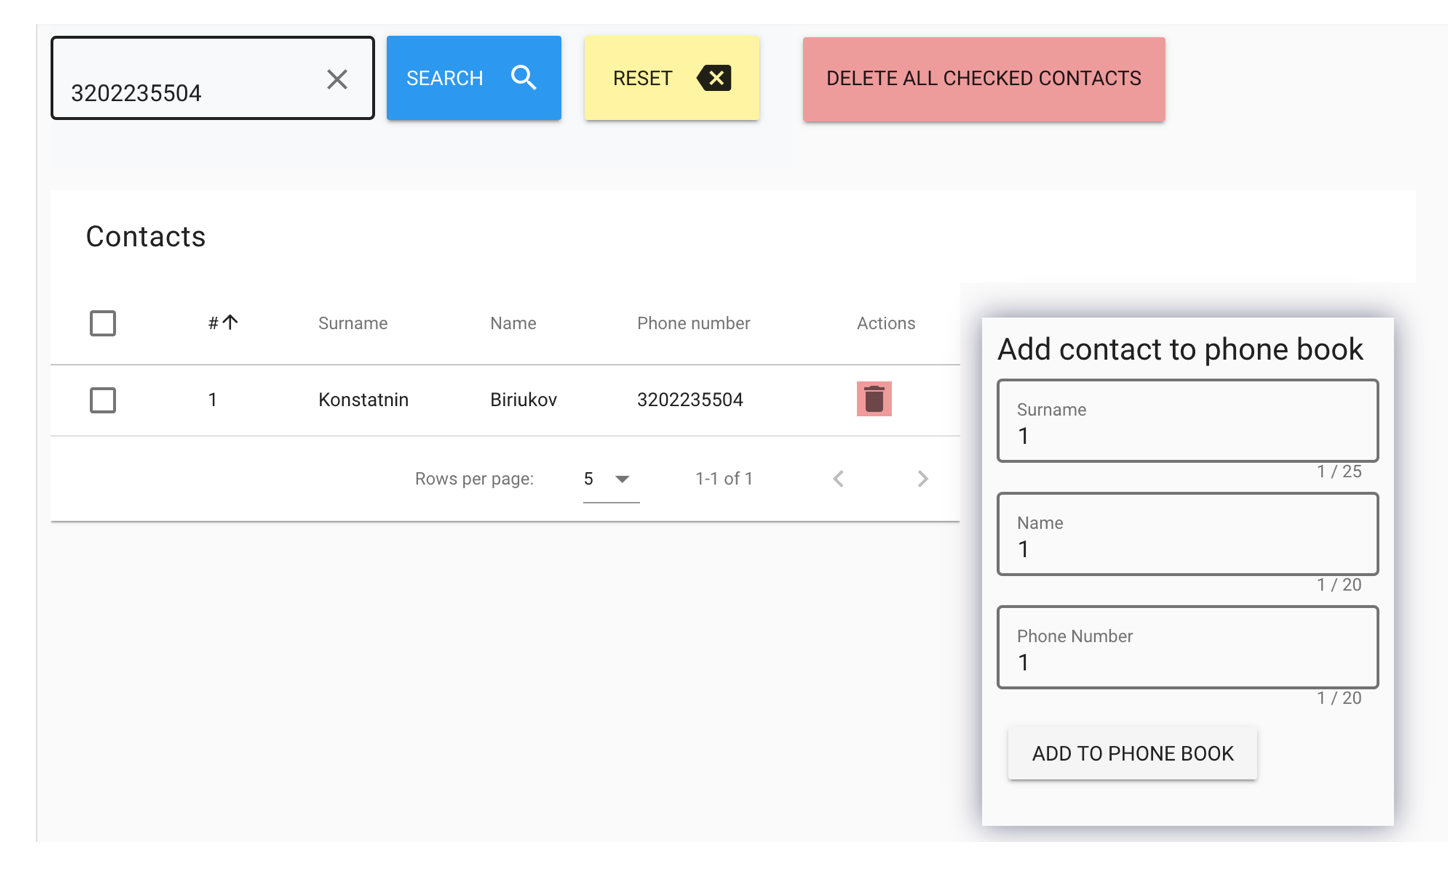 3202235504 SEARCH RESET DELETE ALL CHECKED CONTACTS
Contacts
# Surname Name Phone number Actions
1 Konstatnin Biriukov 3202235504
Rows per page: 5 1-1 of 1
Add contact to phone book
Surname
1
1 / 25
Name
1
1 / 20
Phone Number
1
1 / 20
ADD TO PHONE BOOK